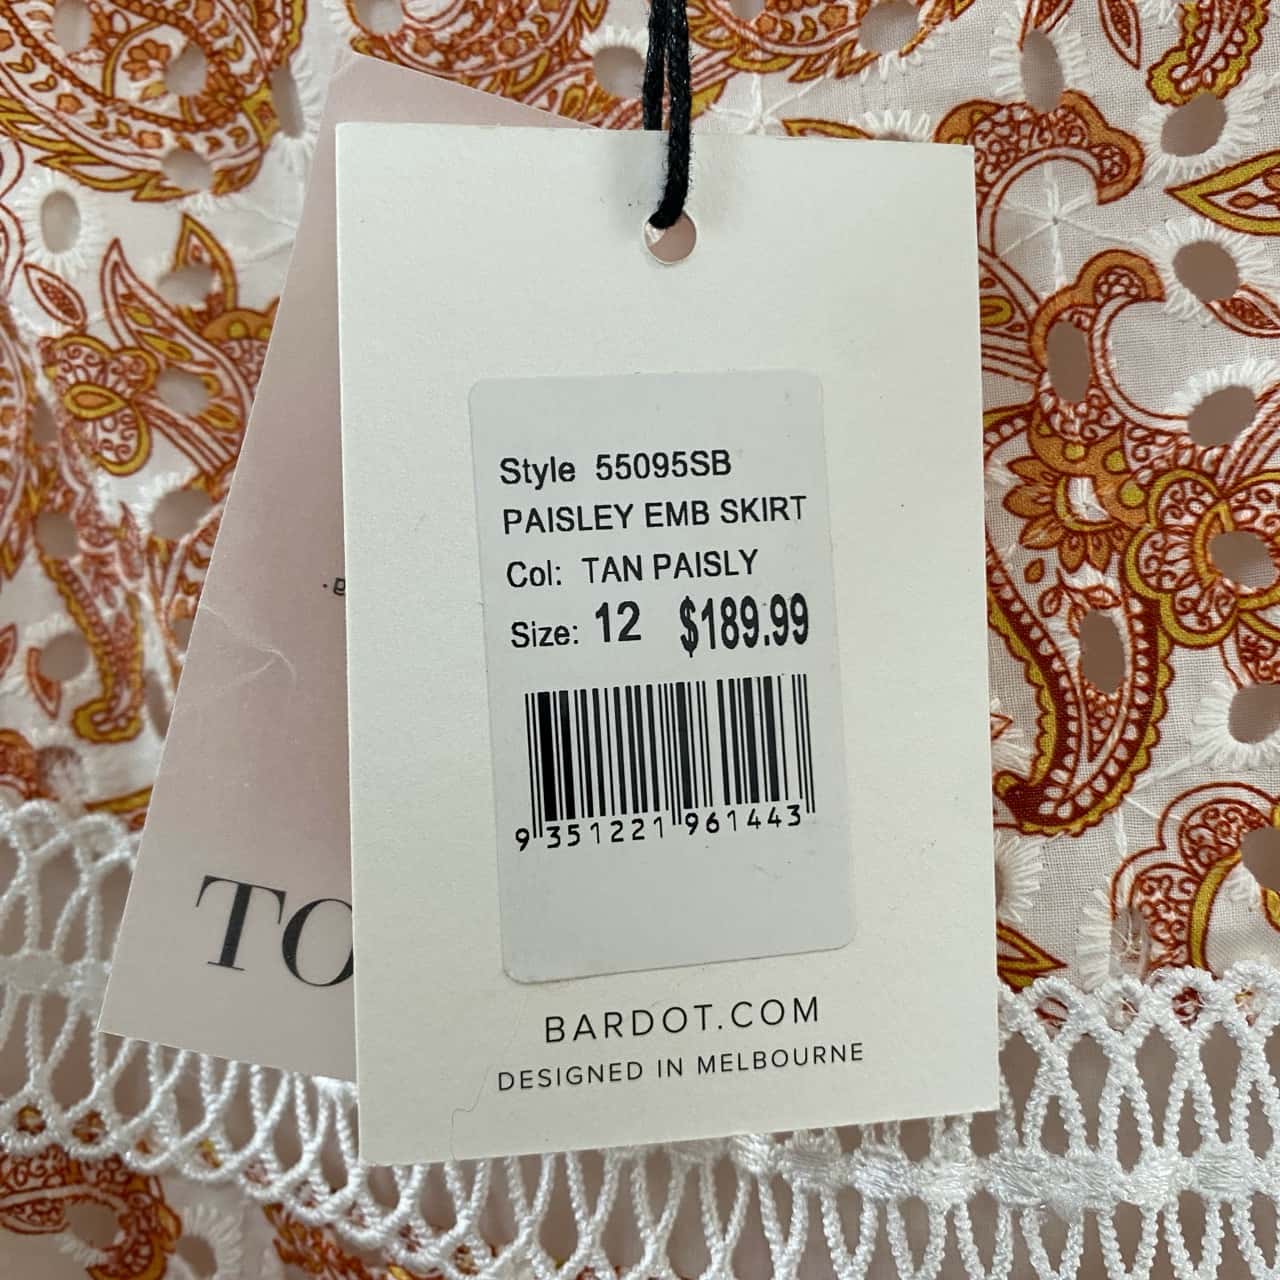 Style 55095SB
PAISLEY EMB SKIRT
Col: TAN PAISLY
Size: 12 $189.99
9 351221 961443
BARDOT.COM
DESIGNED IN MELBOURNE
TO